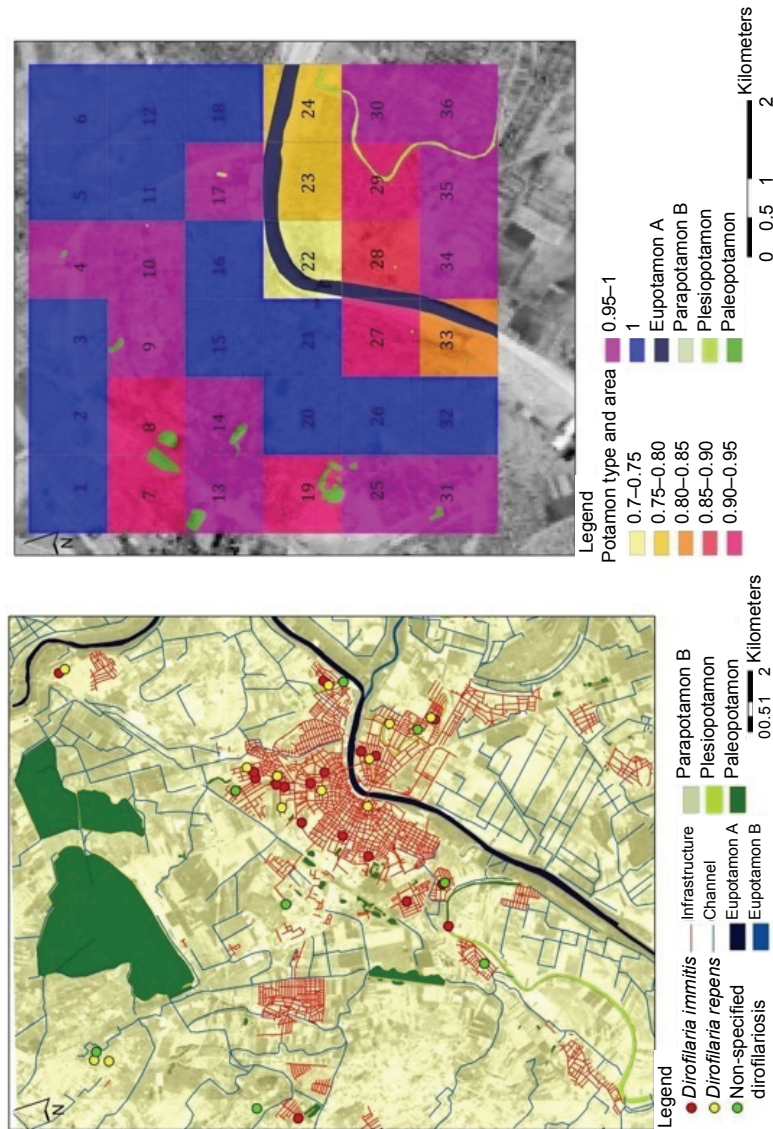 N
Legend
Dirofilaria immitis
Dirofilaria repens
Non-specified
dirofilariosis
Infrastructure
Channel
Eupotamon A
Eupotamon B
Parapotamon B
Plesiopotamon
Paleopotamon
00.51 2
Kilometers
N
1 2 3 4 5 6
7 8 9 10 11 12
13 14 15 16 17 18
19 20 21 22 23 24
25 26 27 28 29 30
31 32 33 34 35 36
Legend
Potamon type and area
0.7–0.75
0.75–0.80
0.80–0.85
0.85–0.90
0.90–0.95
0.95–1
1
Eupotamon A
Parapotamon B
Plesiopotamon
Paleopotamon
0 0.5 1 2
Kilometers